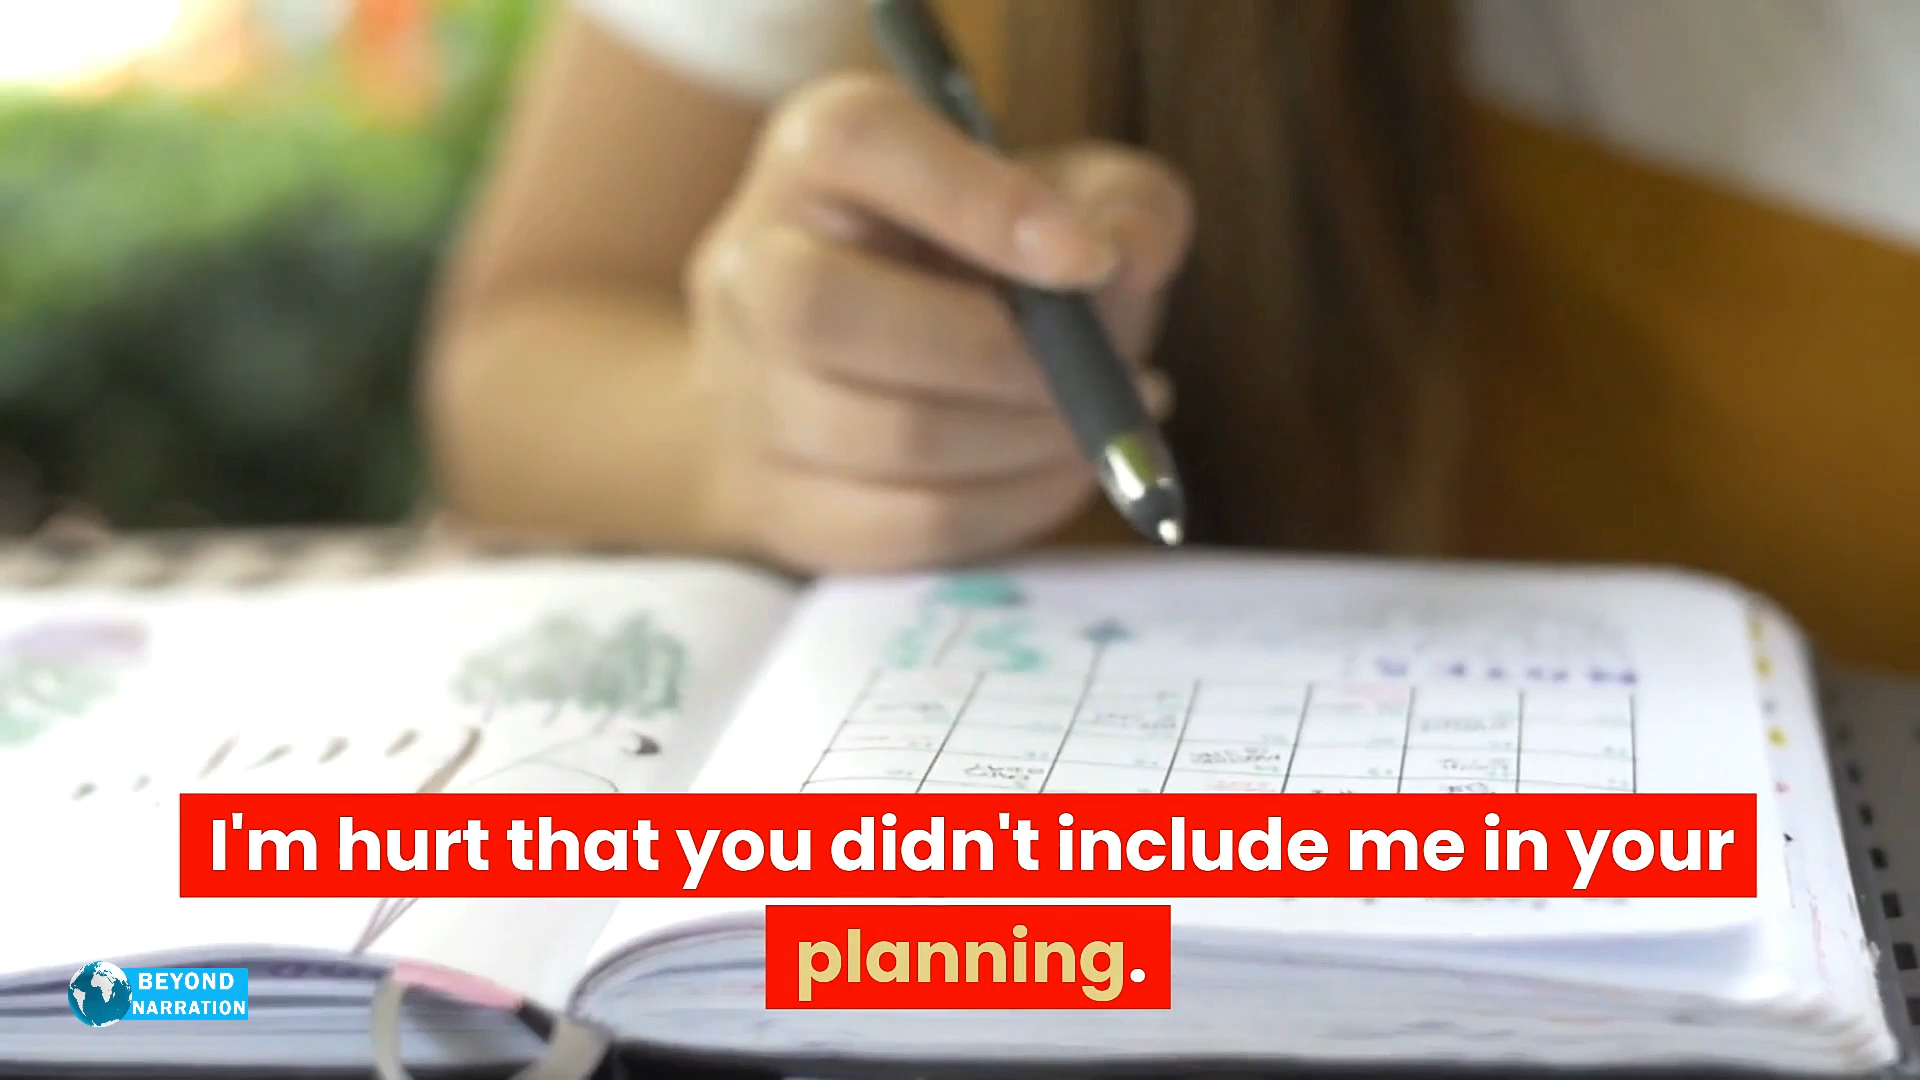 I'm hurt that you didn't include me in your
planning.
BEYOND
NARRATION